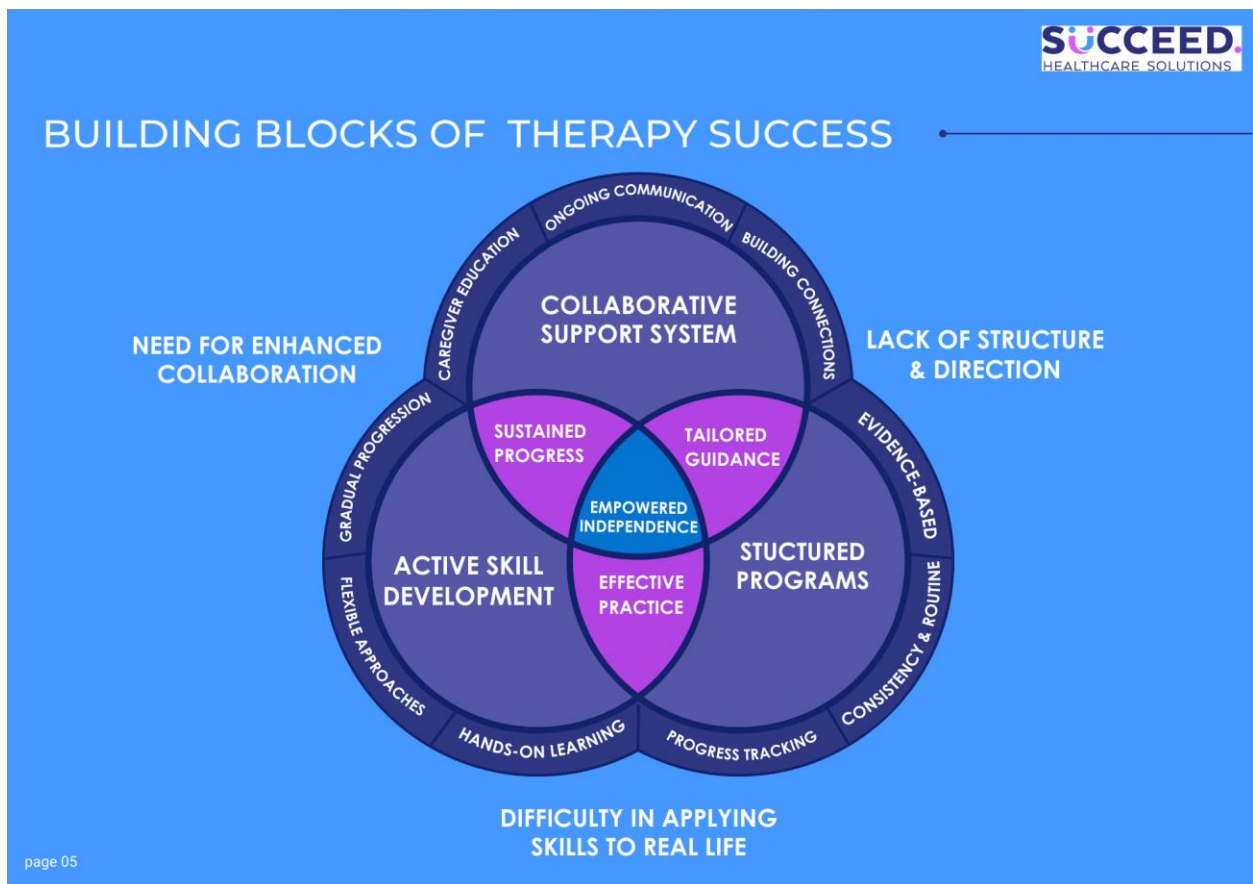 SUCCEED.
HEALTHCARE SOLUTIONS
BUILDING BLOCKS OF THERAPY SUCCESS
ONGOING COMMUNICATION
CAREGIVER EDUCATION
BUILDING CONNECTIONS
COLLABORATIVE
SUPPORT SYSTEM
NEED FOR ENHANCED
COLLABORATION
LACK OF STRUCTURE
& DIRECTION
GRADUAL PROGRESSION
SUSTAINED
PROGRESS
TAILORED
GUIDANCE
EVIDENCE-BASED
EMPOWERED
INDEPENDENCE
ACTIVE SKILL
DEVELOPMENT
STUCTURED
PROGRAMS
EFFECTIVE
PRACTICE
FLEXIBLE APPROACHES
CONSISTENCY & ROUTINE
HANDS-ON LEARNING
PROGRESS TRACKING
DIFFICULTY IN APPLYING
SKILLS TO REAL LIFE
page 05